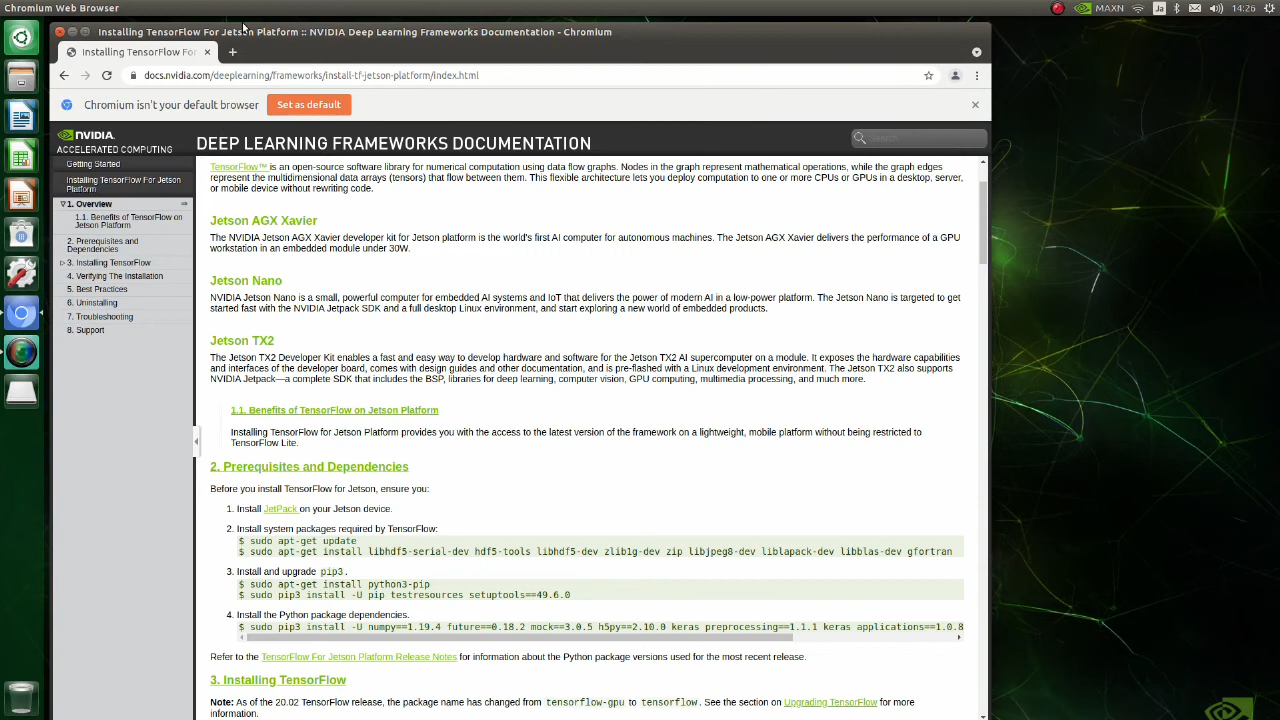 Chromium Web Browser
MAXN
Ja
14:26
Installing TensorFlow For Jetson Platform :: NVIDIA Deep Learning Frameworks Documentation - Chromium
Installing TensorFlow For
docs.nvidia.com/deeplearning/frameworks/install-tf-jetson-platform/index.html
Chromium isn't your default browser
Set as default
NVIDIA.
ACCELERATED COMPUTING
DEEP LEARNING FRAMEWORKS DOCUMENTATION
Search
Getting Started
Installing TensorFlow For Jetson
Platform
1. Overview
1.1. Benefits of TensorFlow on
Jetson Platform
2. Prerequisites and
Dependencies
3. Installing TensorFlow
4. Verifying The Installation
5. Best Practices
6. Uninstalling
7. Troubleshooting
8. Support
TensorFlow™ is an open-source software library for numerical computation using data flow graphs. Nodes in the graph represent mathematical operations, while the graph edges
represent the multidimensional data arrays (tensors) that flow between them. This flexible architecture lets you deploy computation to one or more CPUs or GPUs in a desktop, server,
or mobile device without rewriting code.
Jetson AGX Xavier
The NVIDIA Jetson AGX Xavier developer kit for Jetson platform is the world's first AI computer for autonomous machines. The Jetson AGX Xavier delivers the performance of a GPU
workstation in an embedded module under 30W.
Jetson Nano
NVIDIA Jetson Nano is a small, powerful computer for embedded AI systems and IoT that delivers the power of modern AI in a low-power platform. The Jetson Nano is targeted to get
started fast with the NVIDIA Jetpack SDK and a full desktop Linux environment, and start exploring a new world of embedded products.
Jetson TX2
The Jetson TX2 Developer Kit enables a fast and easy way to develop hardware and software for the Jetson TX2 AI supercomputer on a module. It exposes the hardware capabilities
and interfaces of the developer board, comes with design guides and other documentation, and is pre-flashed with a Linux development environment. The Jetson TX2 also supports
NVIDIA Jetpack—a complete SDK that includes the BSP, libraries for deep learning, computer vision, GPU computing, multimedia processing, and much more.
1.1. Benefits of TensorFlow on Jetson Platform
Installing TensorFlow for Jetson Platform provides you with the access to the latest version of the framework on a lightweight, mobile platform without being restricted to
TensorFlow Lite.
2. Prerequisites and Dependencies
Before you install TensorFlow for Jetson, ensure you:
1. Install JetPack on your Jetson device.
2. Install system packages required by TensorFlow:
$ sudo apt-get update
$ sudo apt-get install libhdf5-serial-dev hdf5-tools libhdf5-dev zlib1g-dev zip libjpeg8-dev liblapack-dev libblas-dev gfortran
3. Install and upgrade pip3.
$ sudo apt-get install python3-pip
$ sudo pip3 install -U pip testresources setuptools==49.6.0
4. Install the Python package dependencies.
$ sudo pip3 install -U numpy==1.19.4 future==0.18.2 mock==3.0.5 h5py==2.10.0 keras preprocessing==1.1.1 keras applications==1.0.8
Refer to the TensorFlow For Jetson Platform Release Notes for information about the Python package versions used for the most recent release.
3. Installing TensorFlow
Note: As of the 20.02 TensorFlow release, the package name has changed from tensorflow-gpu to tensorflow. See the section on Upgrading TensorFlow for more
information.